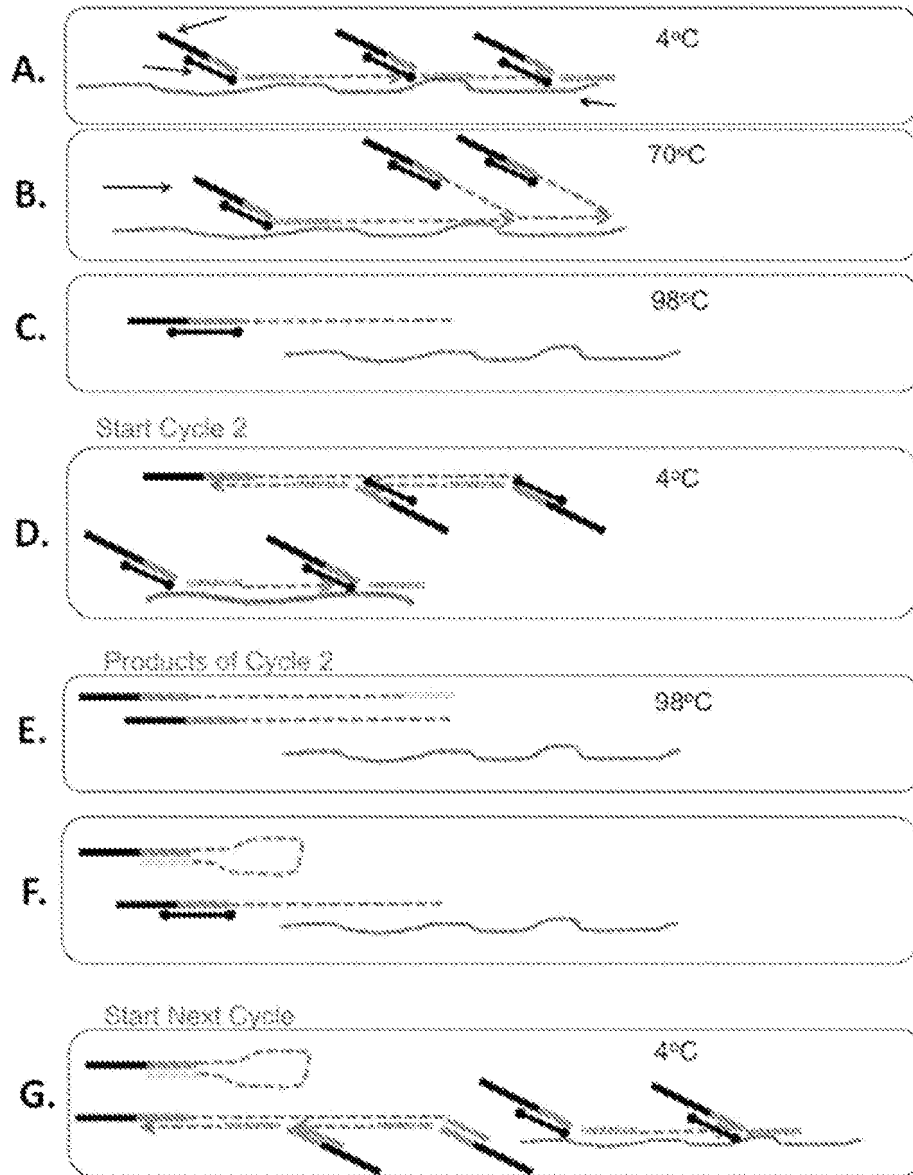 A.
4°C
B.
70°C
C.
98°C
Start Cycle 2
D.
4°C
Products of Cycle 2
E.
98°C
F.
Start Next Cycle
G.
4°C